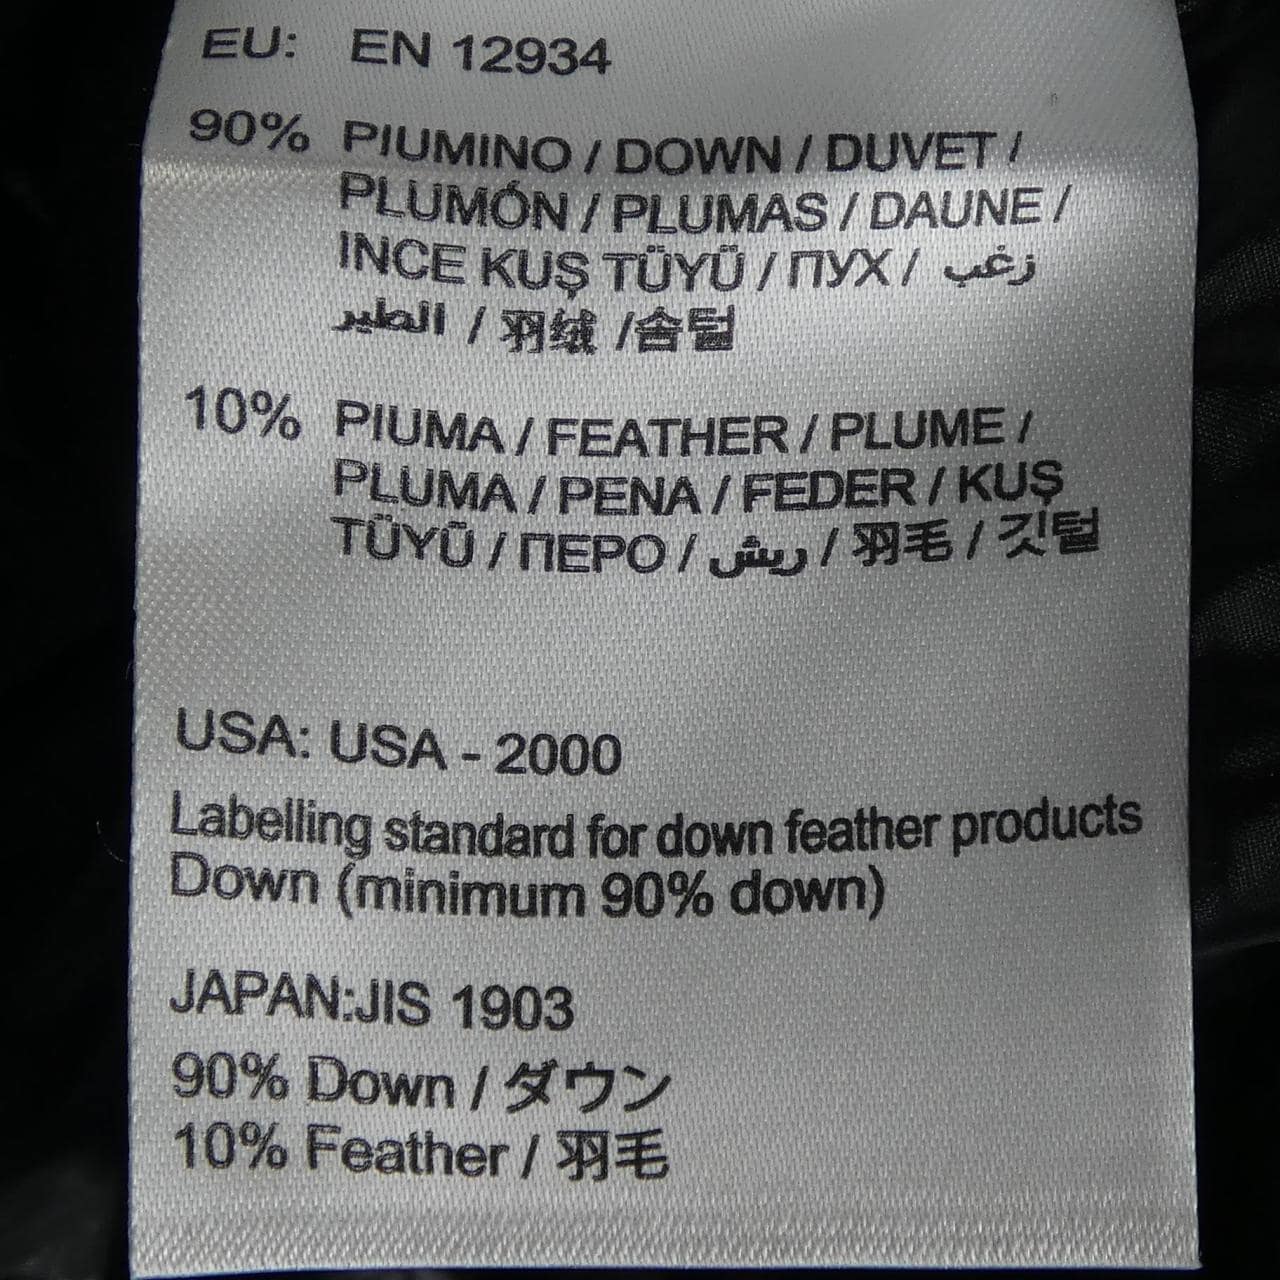 EU: EN 12934
90% PIUMINO / DOWN / DUVET /
PLUMÓN / PLUMAS / DAUNE /
INCE KUŞ TÜYÜ / ПУХ / زغب
الطير / 羽绒 /솜털
10% PIUMA / FEATHER / PLUME /
PLUMA / PENA / FEDER / KUŞ
TÜYÜ / ПЕРО / ريش / 羽毛 / 깃털
USA: USA - 2000
Labelling standard for down feather products
Down (minimum 90% down)
JAPAN:JIS 1903
90% Down / ダウン
10% Feather / 羽毛